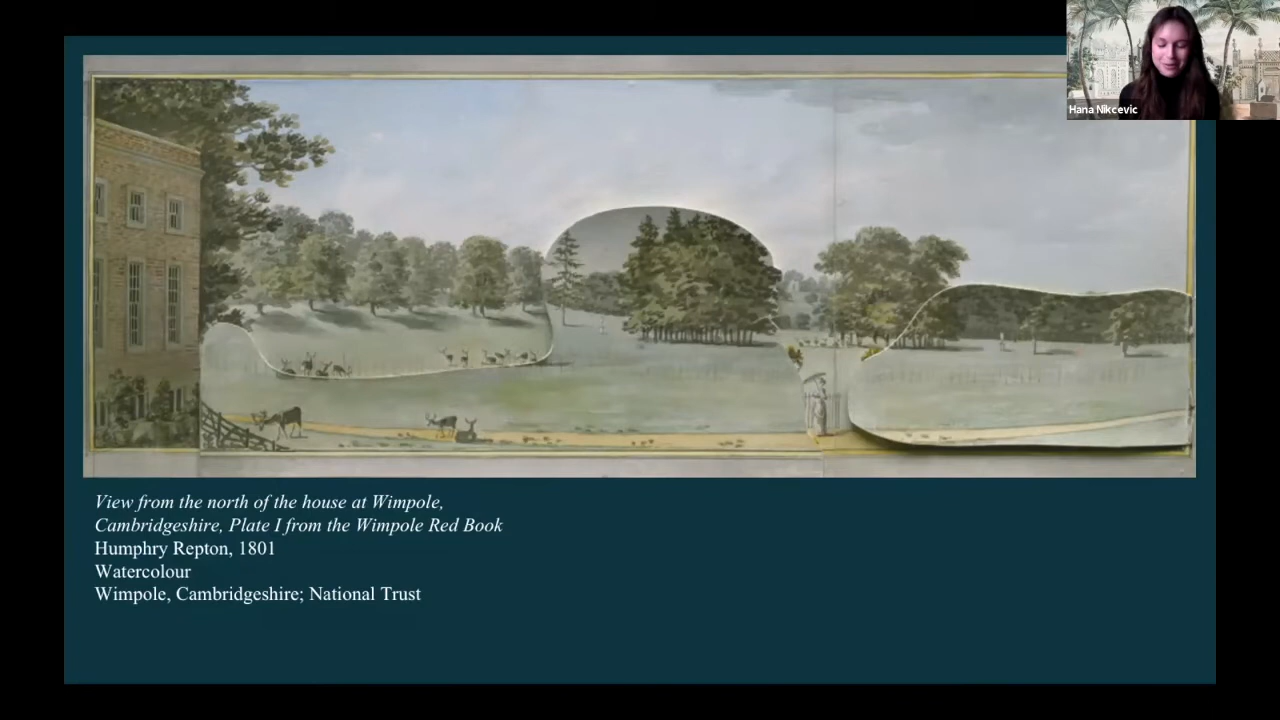 Hana Nikcevic
View from the north of the house at Wimpole,
Cambridgeshire, Plate I from the Wimpole Red Book
Humphry Repton, 1801
Watercolour
Wimpole, Cambridgeshire; National Trust